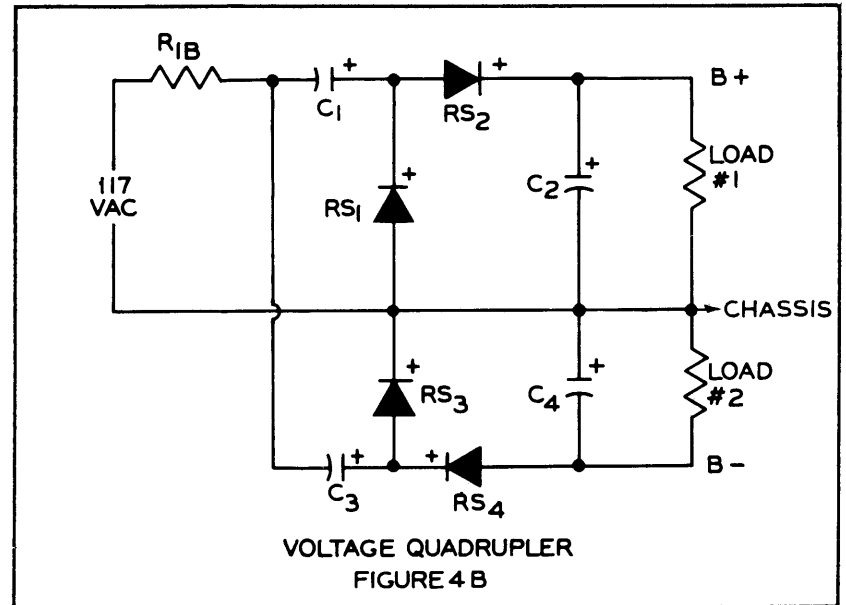 R1B
+
C1
+
RS2
B+
LOAD
#1
117
VAC
+
RS1
+
C2
CHASSIS
+
RS3
+
C4
LOAD
#2
+
C3
+
RS4
B-
VOLTAGE QUADRUPLER
FIGURE 4B